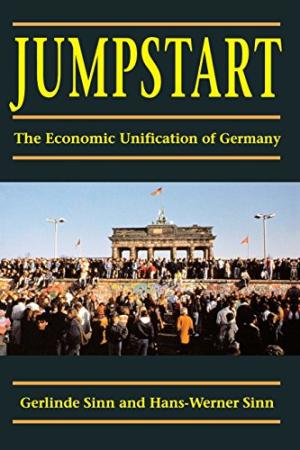 JUMPSTART
The Economic Unification of Germany
Gerlinde Sinn and Hans-Werner Sinn